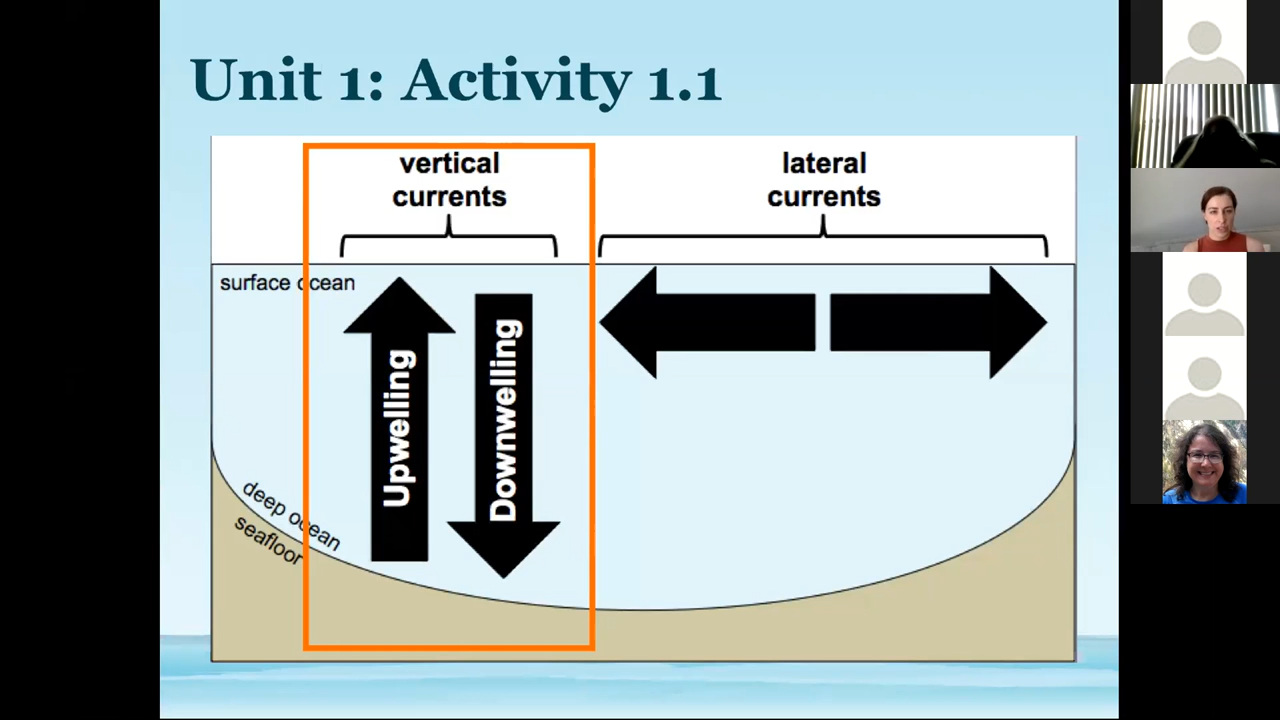 Unit 1: Activity 1.1
vertical
currents
lateral
currents
surface ocean
Upwelling
Downwelling
deep ocean
seafloor